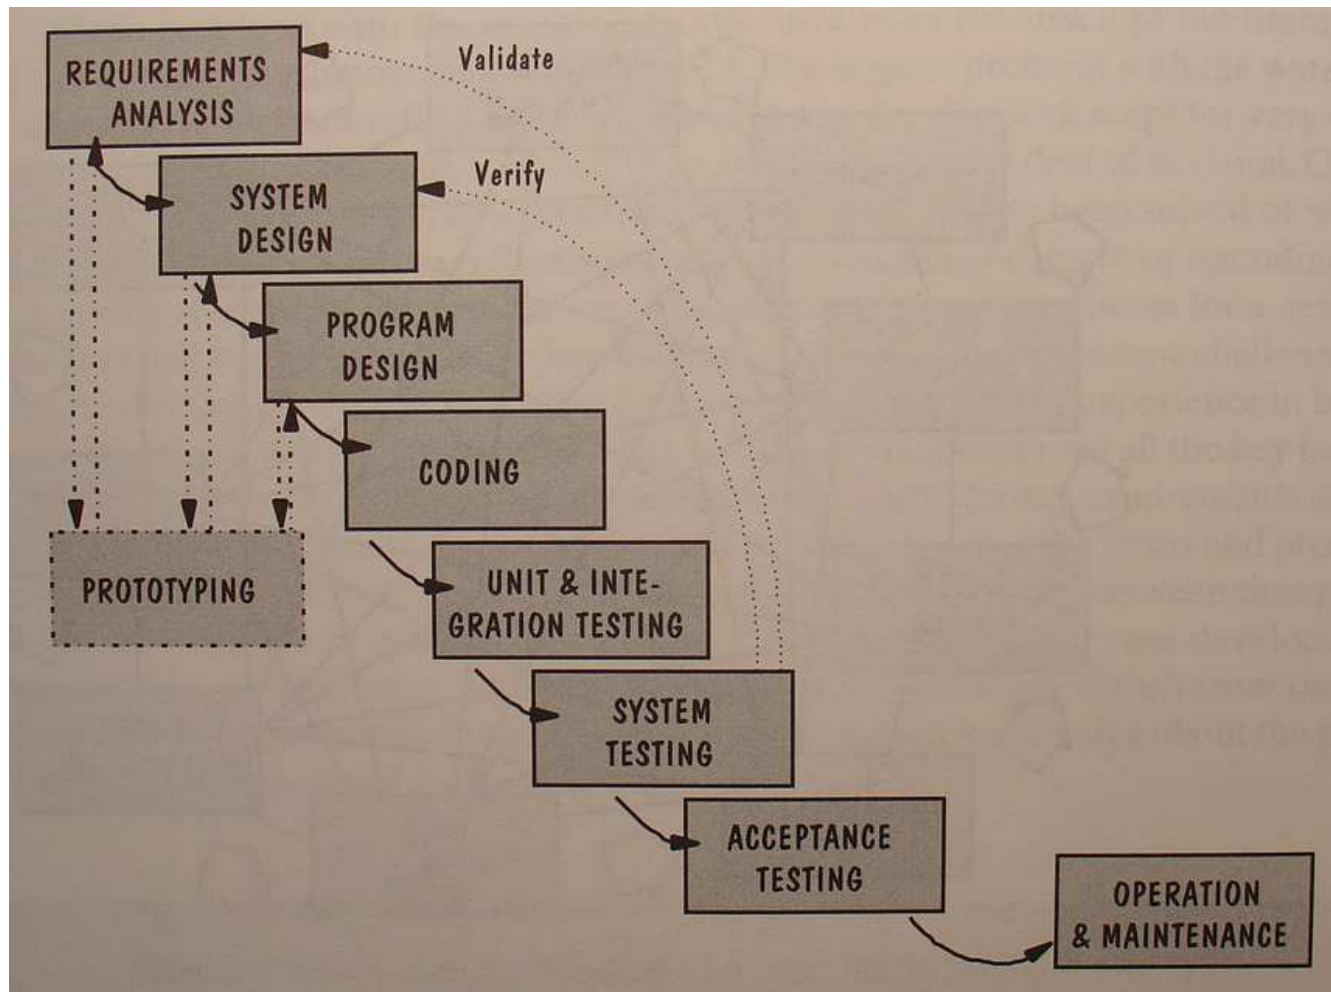 REQUIREMENTS
ANALYSIS
Validate
Verify
SYSTEM
DESIGN
PROGRAM
DESIGN
CODING
PROTOTYPING
UNIT & INTE-
GRATION TESTING
SYSTEM
TESTING
ACCEPTANCE
TESTING
OPERATION
& MAINTENANCE